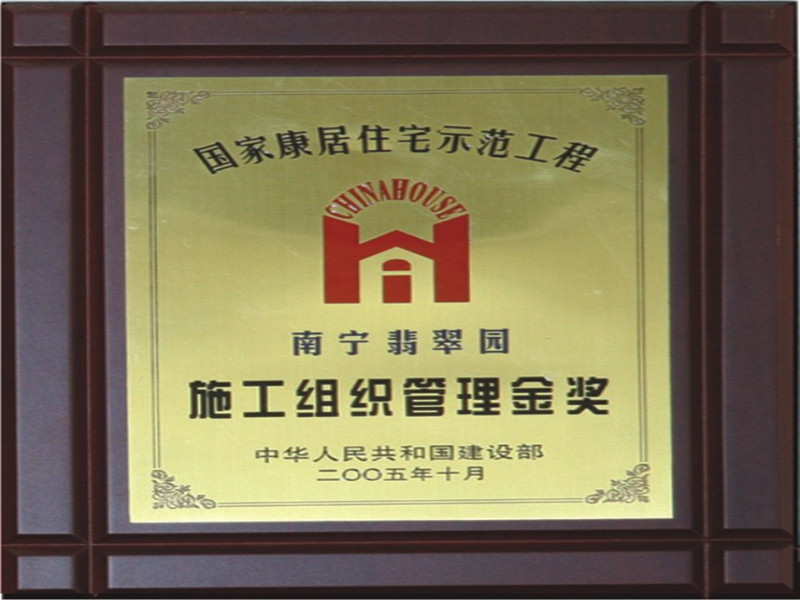 国家康居住宅示范工程
CHINAHOUSE
南宁翡翠园
施工组织管理金奖
中华人民共和国建设部
二〇〇五年十月